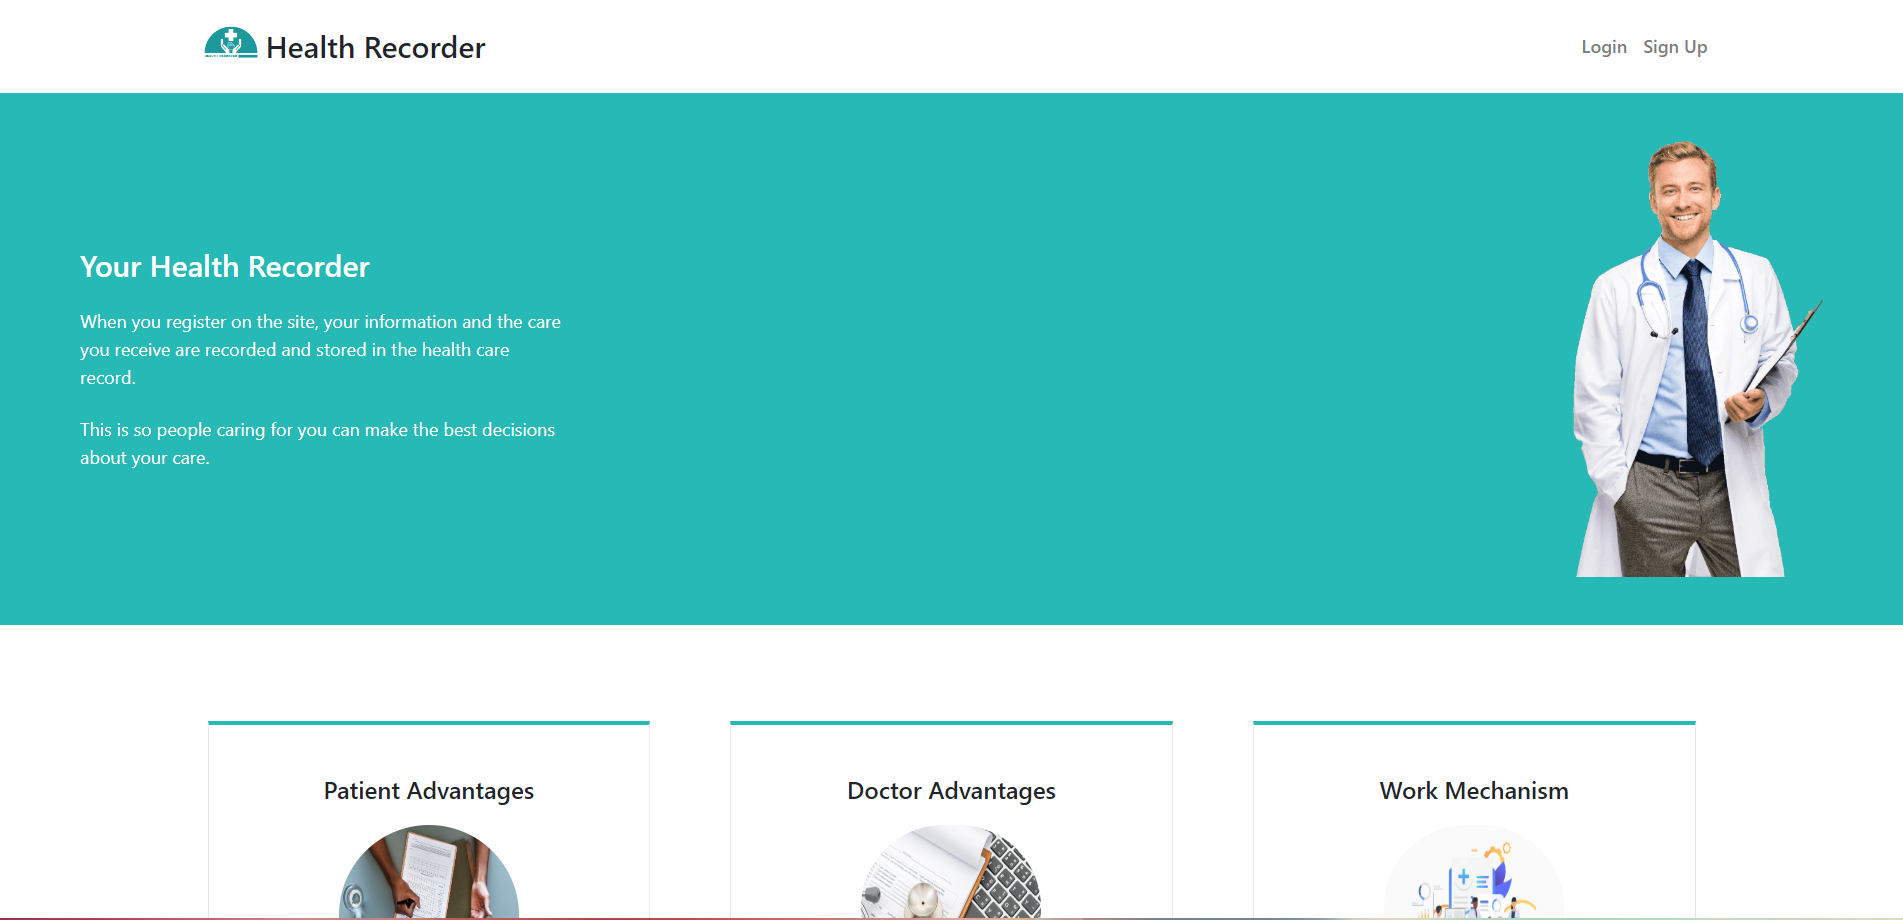 Health Recorder
Login Sign Up
Your Health Recorder
When you register on the site, your information and the care
you receive are recorded and stored in the health care
record.
This is so people caring for you can make the best decisions
about your care.
Patient Advantages
Doctor Advantages
Work Mechanism